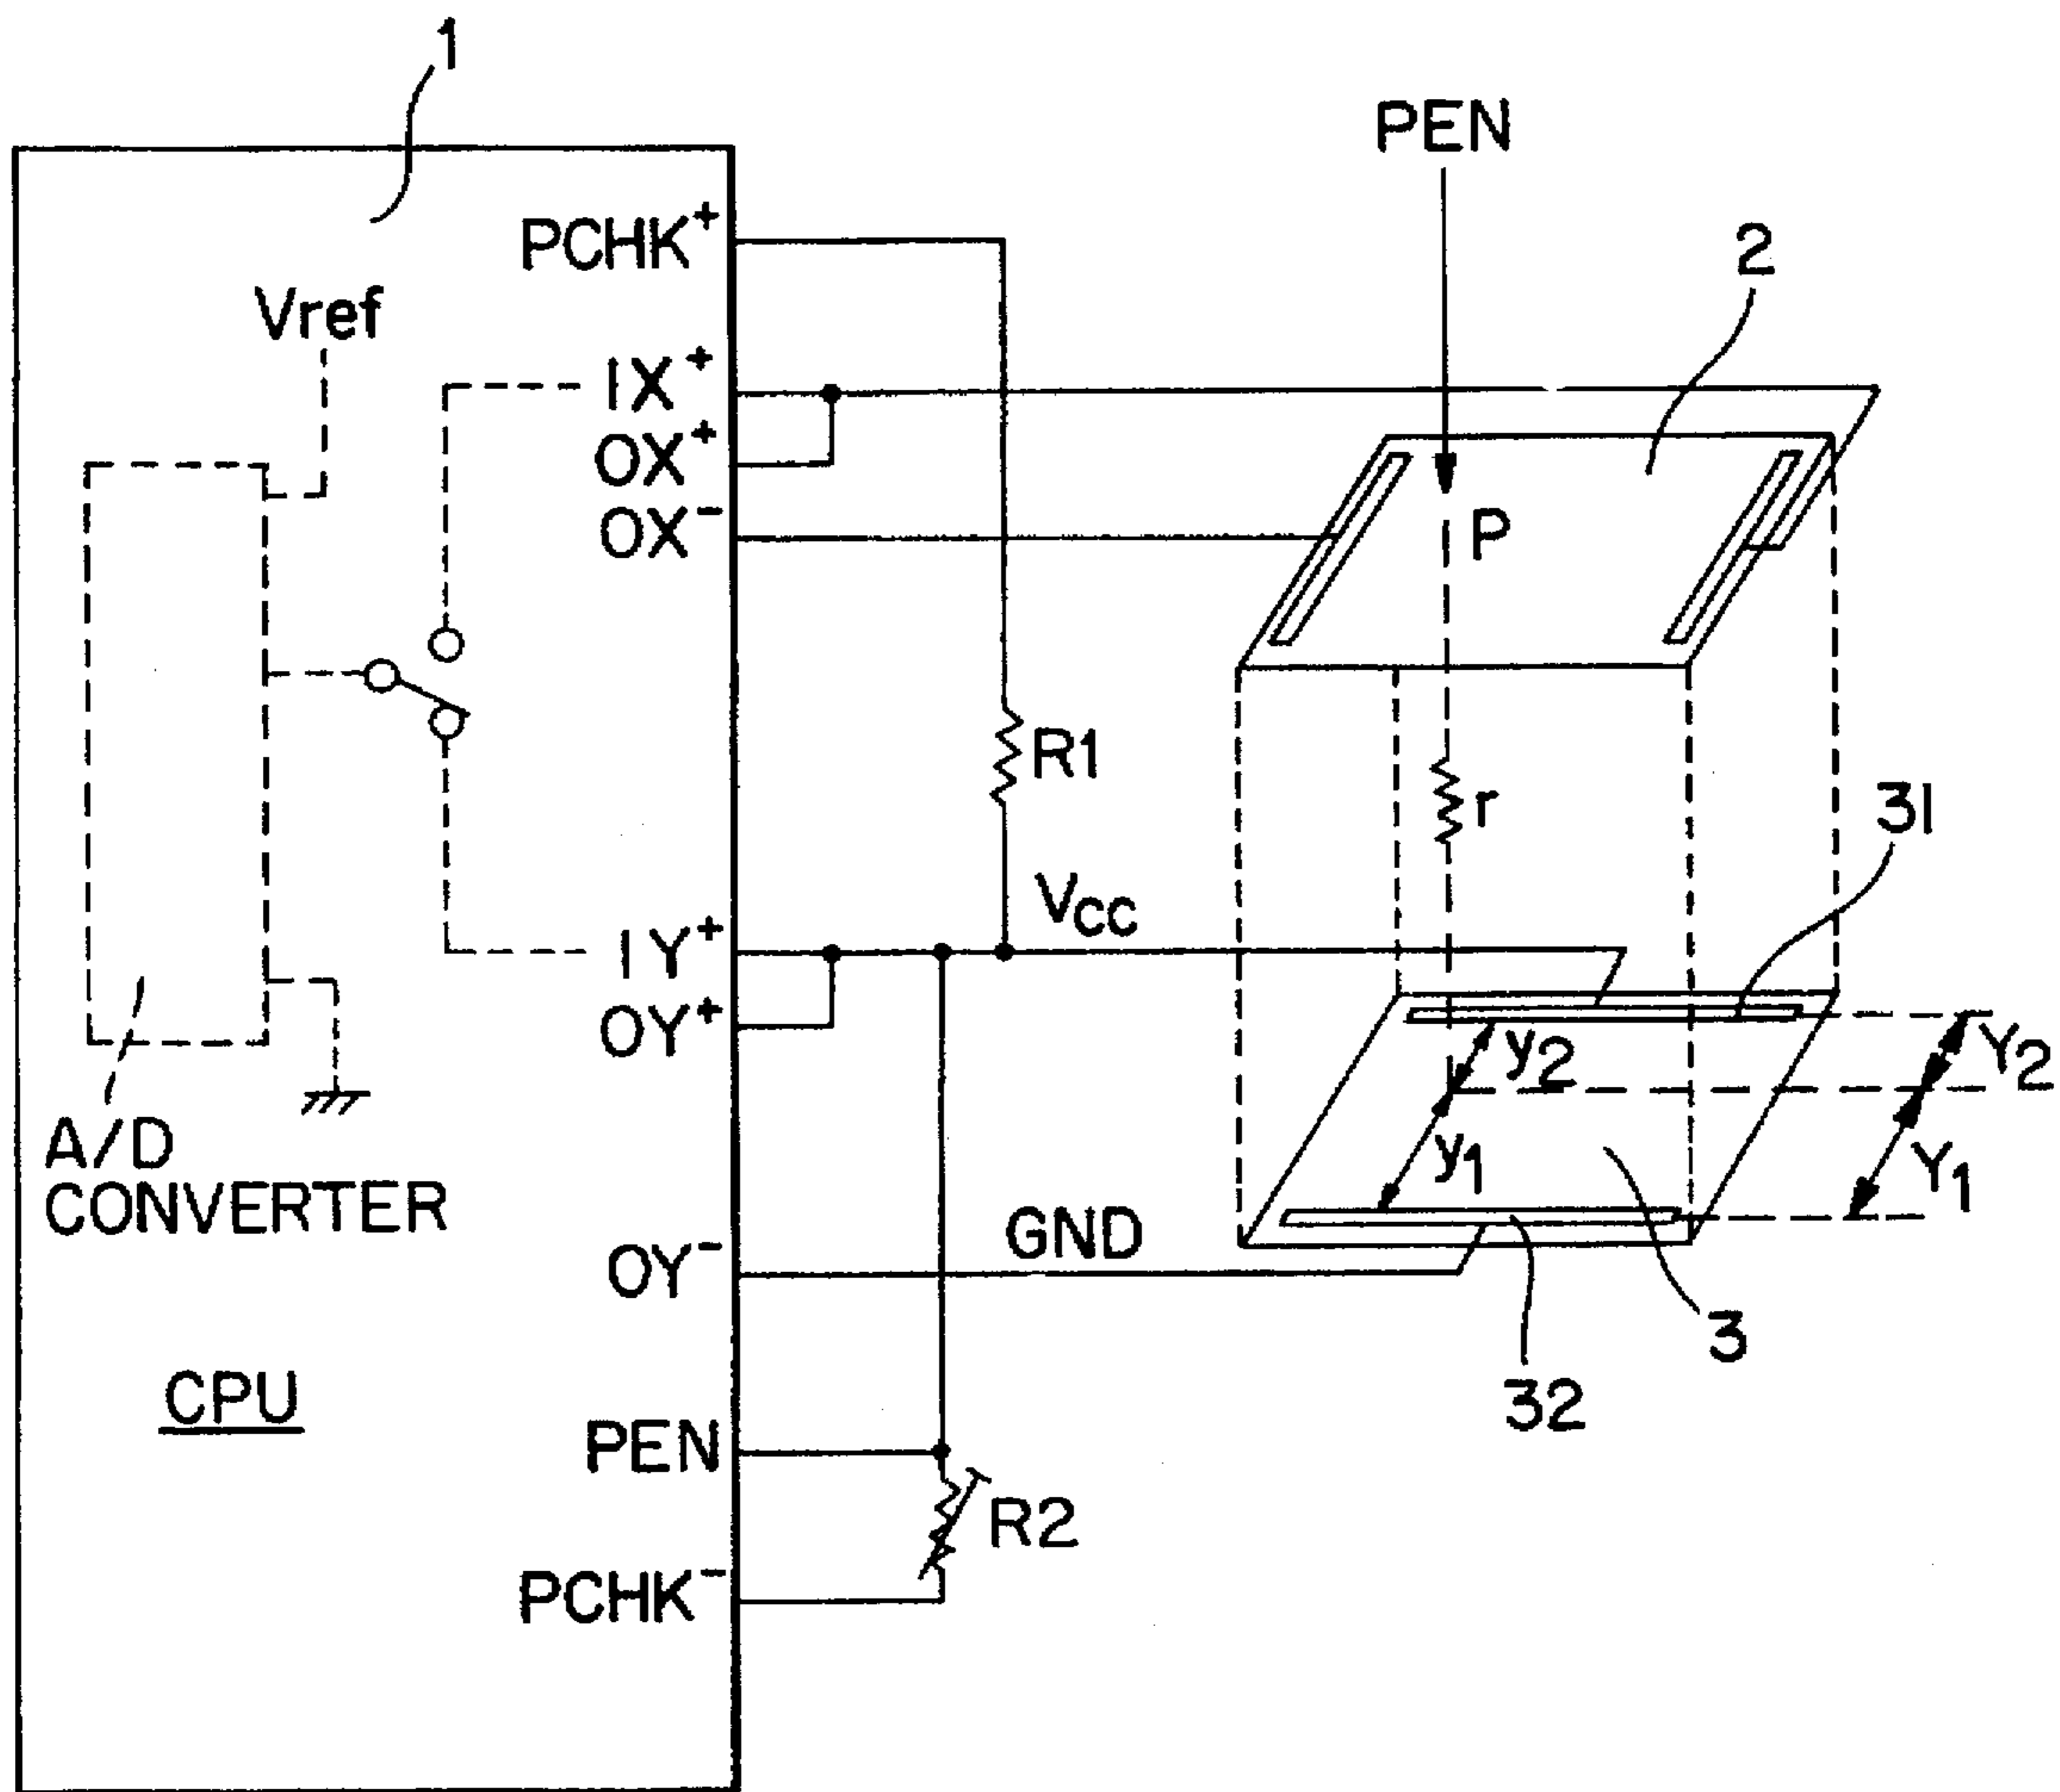 1
PEN
PCHK+
2
Vref
IX+
OX+
OX-
P
R1
r
31
VCC
IY+
OY+
y2
Y2
A/D
CONVERTER
y1
Y1
GND
OY-
3
32
CPU
PEN
R2
PCHK-